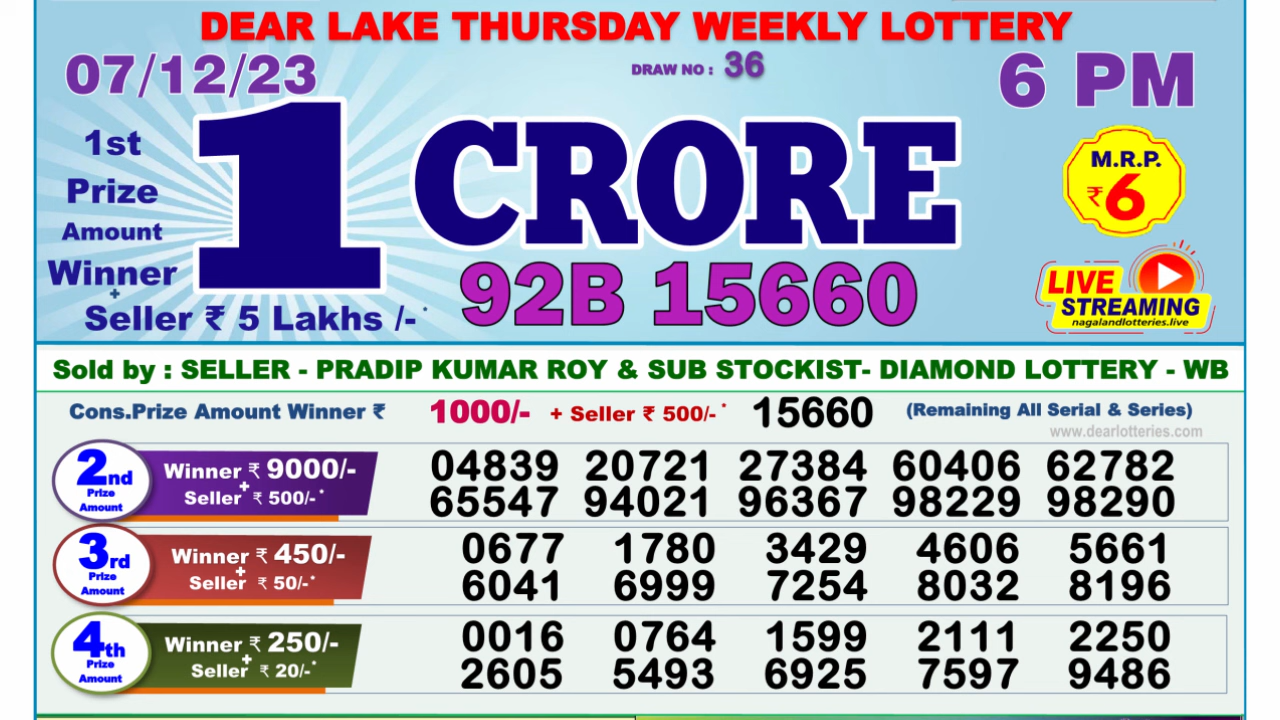 DEAR LAKE THURSDAY WEEKLY LOTTERY
07/12/23
DRAW NO : 36
6 PM
1st
Prize
Amount
Winner
+
Seller ₹ 5 Lakhs /-*
1 CRORE
92B 15660
M.R.P.
₹6
LIVE
STREAMING
nagalandlotteries.live
Sold by : SELLER - PRADIP KUMAR ROY & SUB STOCKIST- DIAMOND LOTTERY - WB
Cons.Prize Amount Winner ₹ 1000/- + Seller ₹ 500/-* 15660 (Remaining All Serial & Series)
www.dearlotteries.com
2nd
Prize
Amount
Winner ₹ 9000/-
+
Seller ₹ 500/-*
04839 20721 27384 60406 62782
65547 94021 96367 98229 98290
3rd
Prize
Amount
Winner ₹ 450/-
+
Seller ₹ 50/-*
0677 1780 3429 4606 5661
6041 6999 7254 8032 8196
4th
Prize
Amount
Winner ₹ 250/-
+
Seller ₹ 20/-*
0016 0764 1599 2111 2250
2605 5493 6925 7597 9486